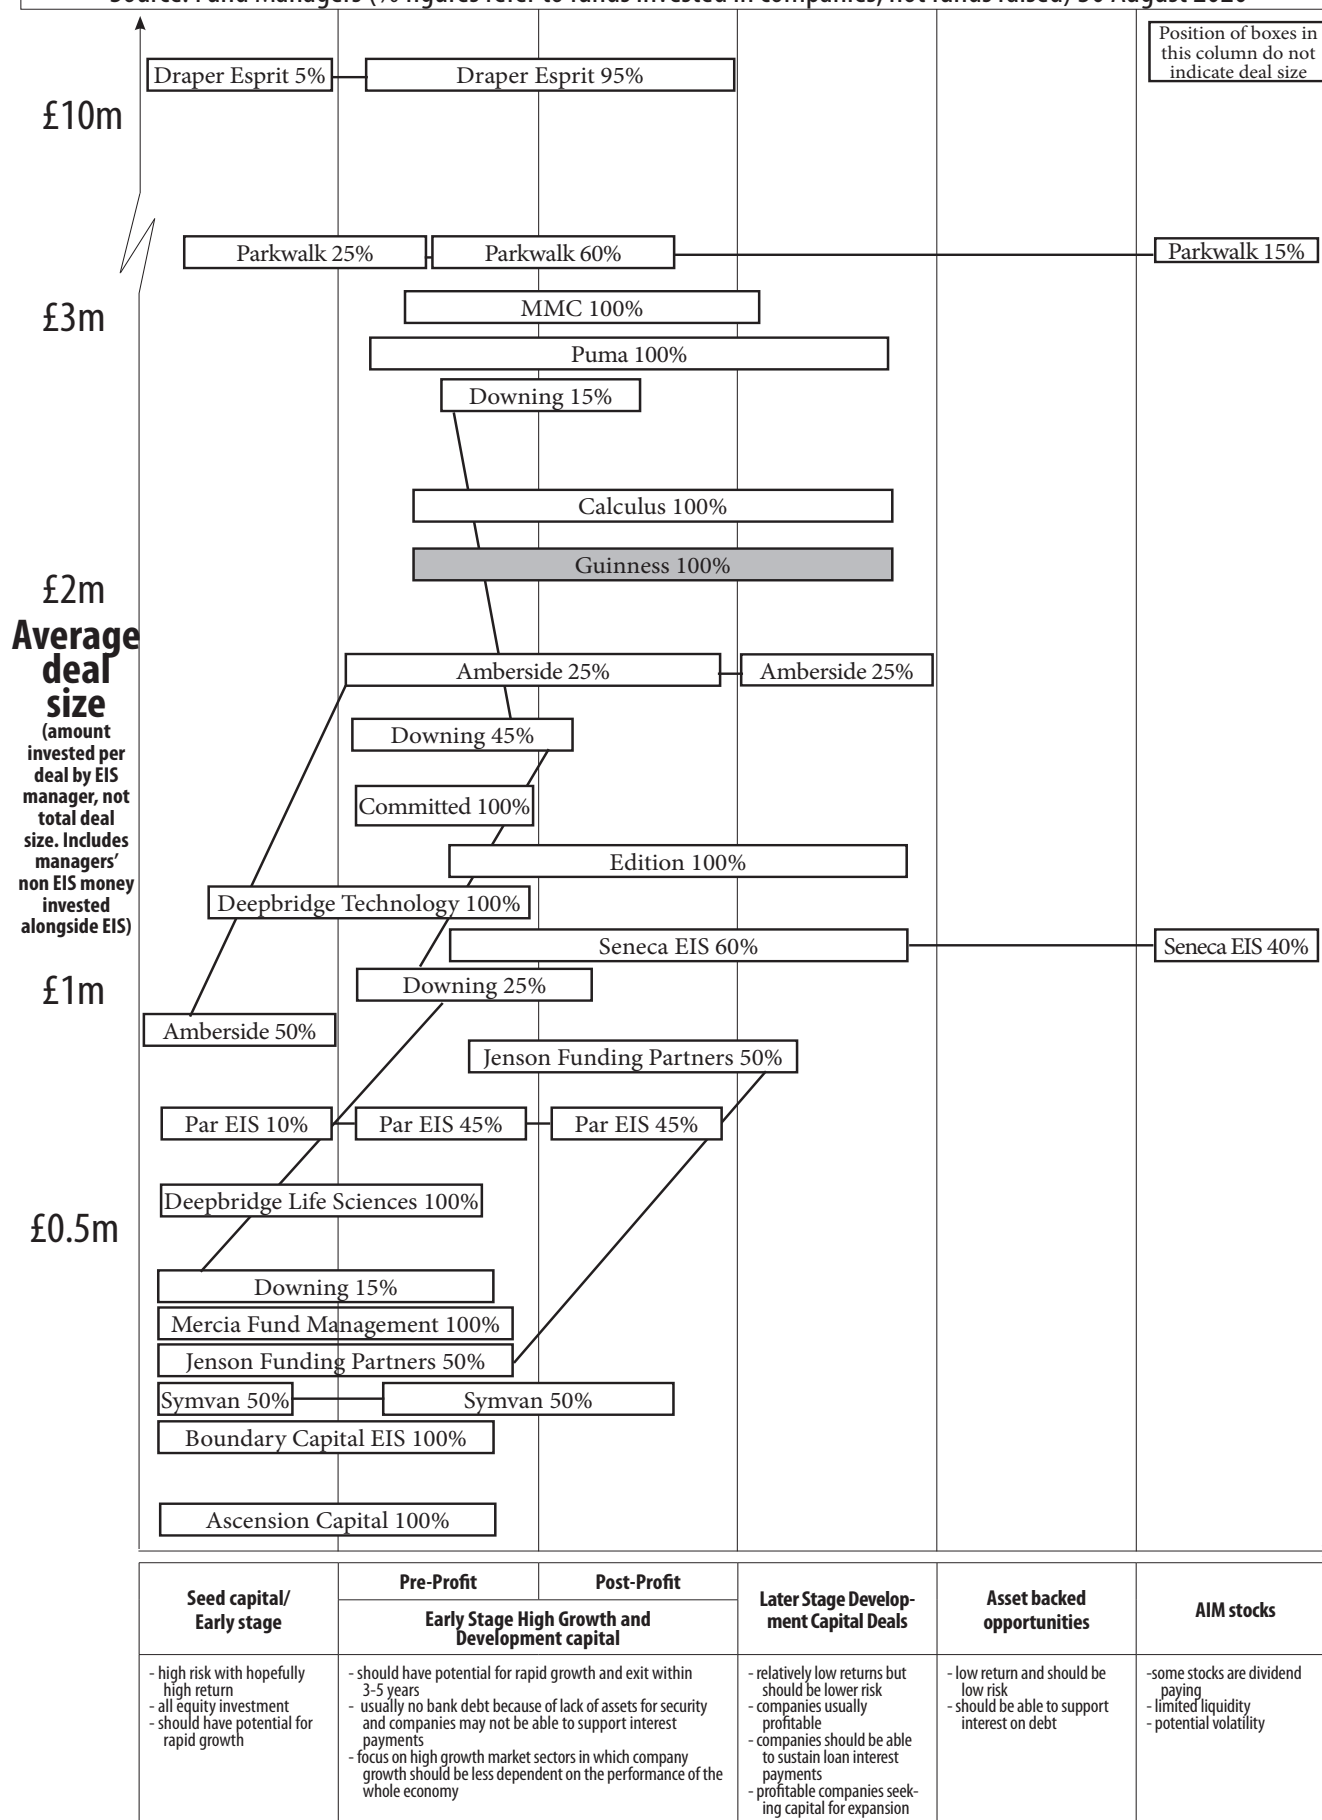 Source: Fund Managers (% figures refer to funds invested in companies, not funds raised) 30 August 2020
Position of boxes in
this column do not
indicate deal size
Draper Esprit 5%
Draper Esprit 95%
£10m
Parkwalk 25%
Parkwalk 60%
Parkwalk 15%
£3m
MMC 100%
Puma 100%
Downing 15%
Calculus 100%
Guinness 100%
£2m
Average
deal
size
(amount
invested per
deal by EIS
manager, not
total deal
size. Includes
managers’
non EIS money
invested
alongside EIS)
Amberside 25%
Amberside 25%
Downing 45%
Committed 100%
Edition 100%
Deepbridge Technology 100%
Seneca EIS 60%
Seneca EIS 40%
£1m
Downing 25%
Amberside 50%
Jenson Funding Partners 50%
Par EIS 10%
Par EIS 45%
Par EIS 45%
Deepbridge Life Sciences 100%
£0.5m
Downing 15%
Mercia Fund Management 100%
Jenson Funding Partners 50%
Symvan 50%
Symvan 50%
Boundary Capital EIS 100%
Ascension Capital 100%
Seed capital/
Early stage
Pre-Profit
Post-Profit
Early Stage High Growth and
Development capital
Later Stage Develop-
ment Capital Deals
Asset backed
opportunities
AIM stocks
- high risk with hopefully
high return
- all equity investment
- should have potential for
rapid growth
- should have potential for rapid growth and exit within
3-5 years
- usually no bank debt because of lack of assets for security
and companies may not be able to support interest
payments
- focus on high growth market sectors in which company
growth should be less dependent on the performance of the
whole economy
- relatively low returns but
should be lower risk
- companies usually
profitable
- companies should be able
to sustain loan interest
payments
- profitable companies seek-
ing capital for expansion
- low return and should be
low risk
- should be able to support
interest on debt
-some stocks are dividend
paying
- limited liquidity
- potential volatility